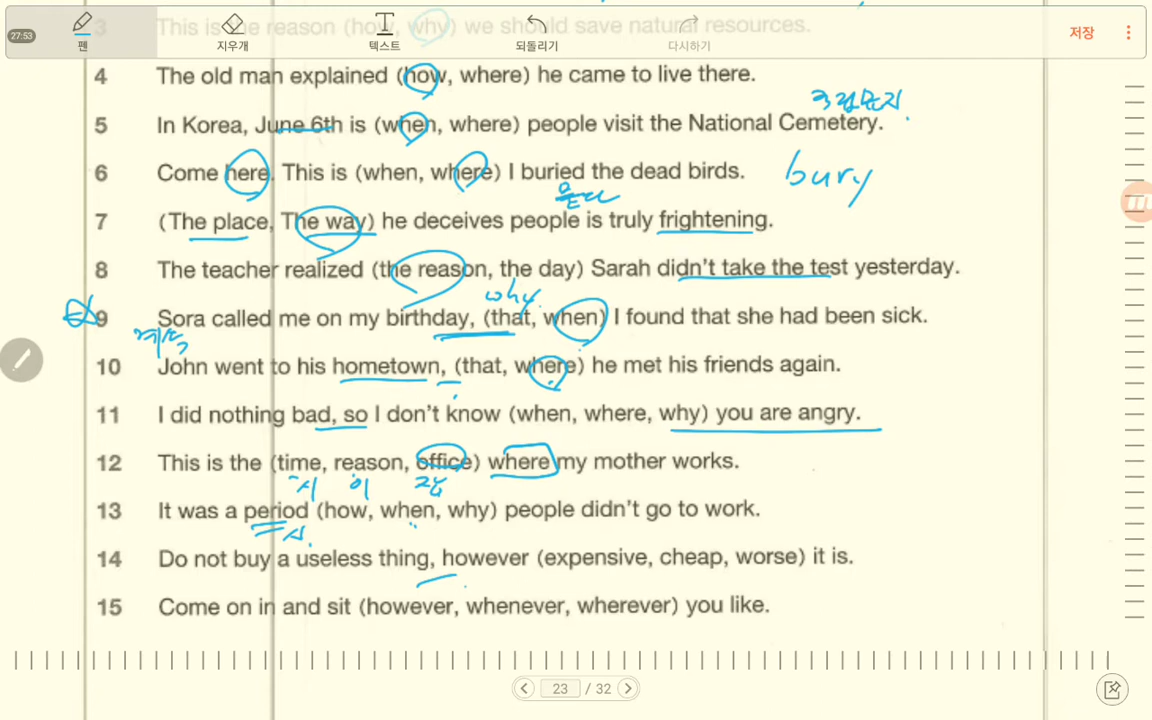 3 This is the reason (how, why) we should save natural resources.
27:53
펜 지우개 텍스트 되돌리기 다시하기 저장
4 The old man explained (how, where) he came to live there.
국립묘지
5 In Korea, June 6th is (when, where) people visit the National Cemetery.
6 Come here. This is (when, where) I buried the dead birds. bury
묻다
7 (The place, The way) he deceives people is truly frightening.
8 The teacher realized (the reason, the day) Sarah didn't take the test yesterday.
why
9 Sora called me on my birthday, (that, when) I found that she had been sick.
계속
10 John went to his hometown, (that, where) he met his friends again.
11 I did nothing bad, so I don't know (when, where, why) you are angry.
12 This is the (time, reason, office) where my mother works.
시 이 장
13 It was a period (how, when, why) people didn't go to work.
시
14 Do not buy a useless thing, however (expensive, cheap, worse) it is.
15 Come on in and sit (however, whenever, wherever) you like.
23 / 32